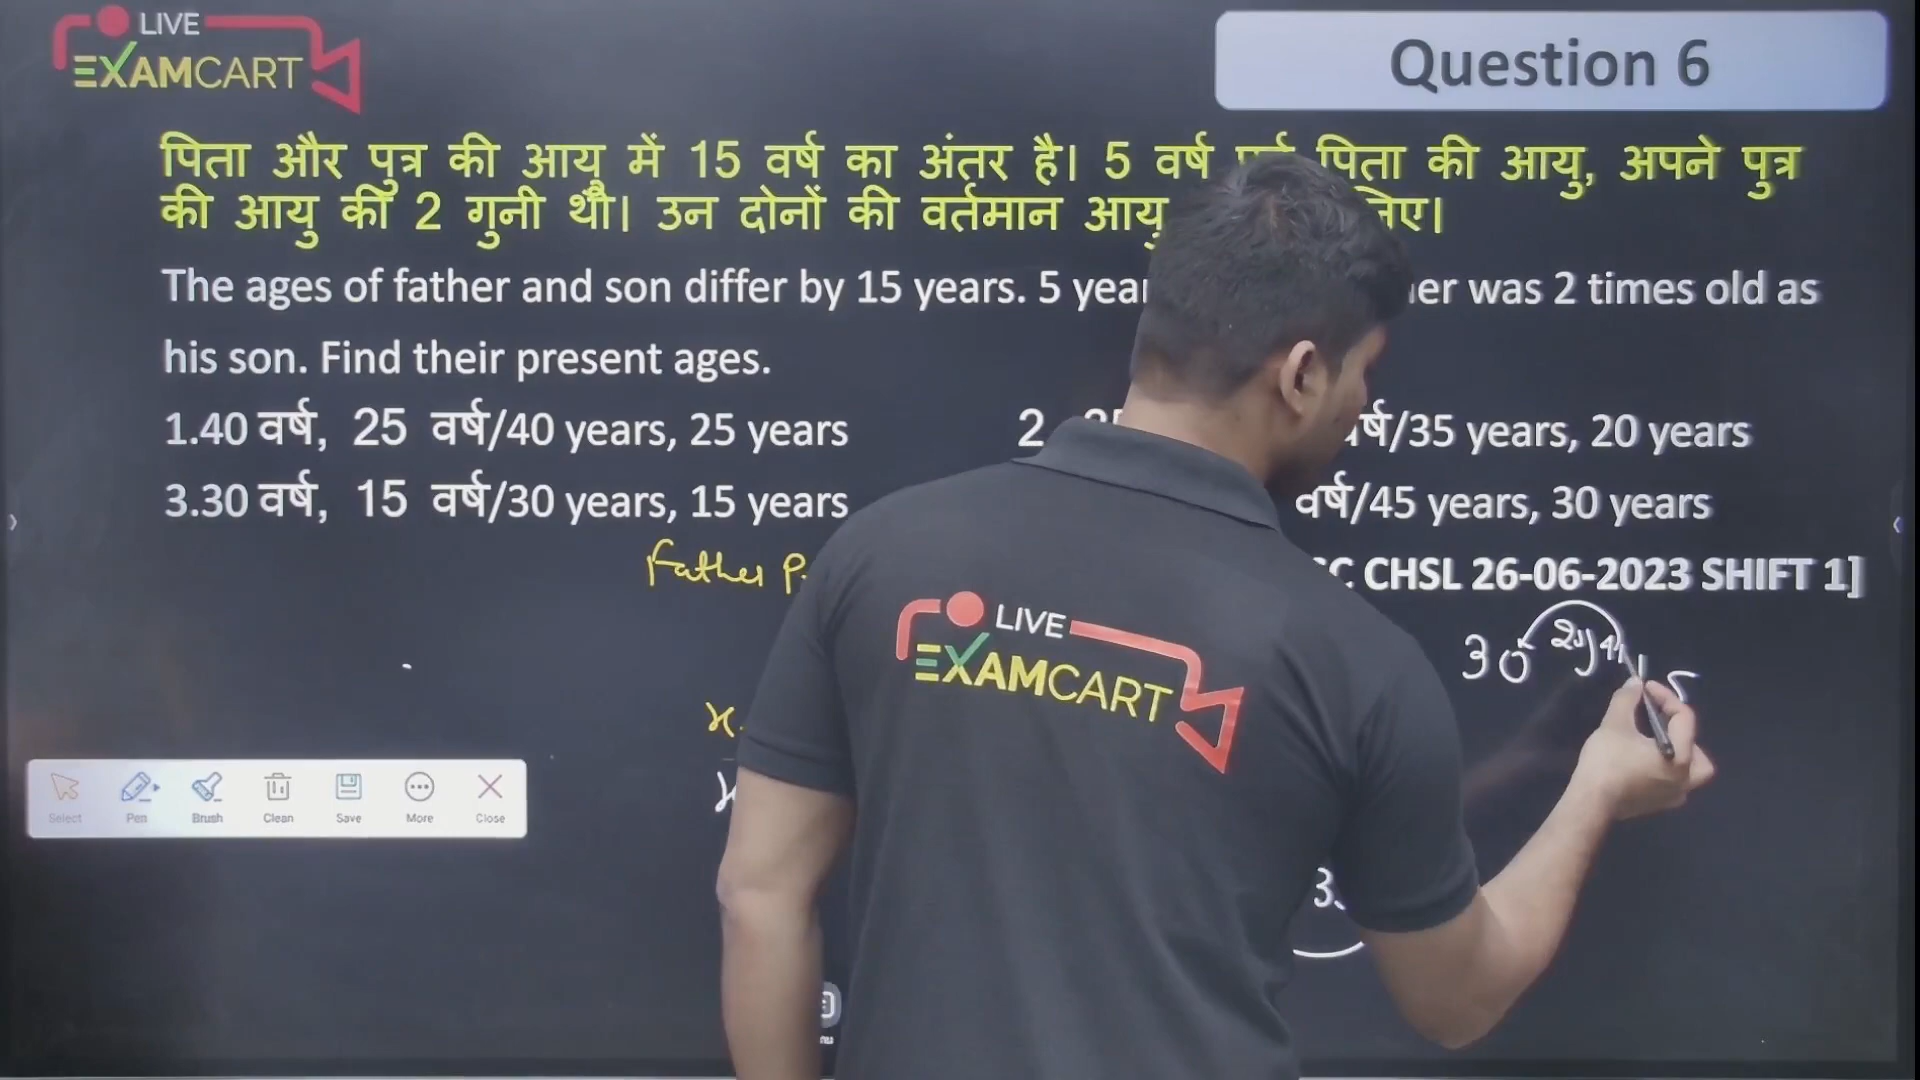 LIVE
EXAMCART
Question 6
पिता और पुत्र की आयु में 15 वर्ष का अंतर है। 5 वर्ष पिता की आयु, अपने पुत्र
की आयु की 2 गुनी थी। उन दोनों की वर्तमान आयु
The ages of father and son differ by 15 years. 5 was 2 times old as
his son. Find their present ages.
1.40 वर्ष, 25 वर्ष/40 years, 25 years
2 /35 years, 20 years
3.30 वर्ष, 15 वर्ष/30 years, 15 years
वर्ष/45 years, 30 years
CHSL 26-06-2023 SHIFT 1]
Father P.
30 2गुना 15
x
x
LIVE
EXAMCART
Select Pen Brush Clean Save More Close